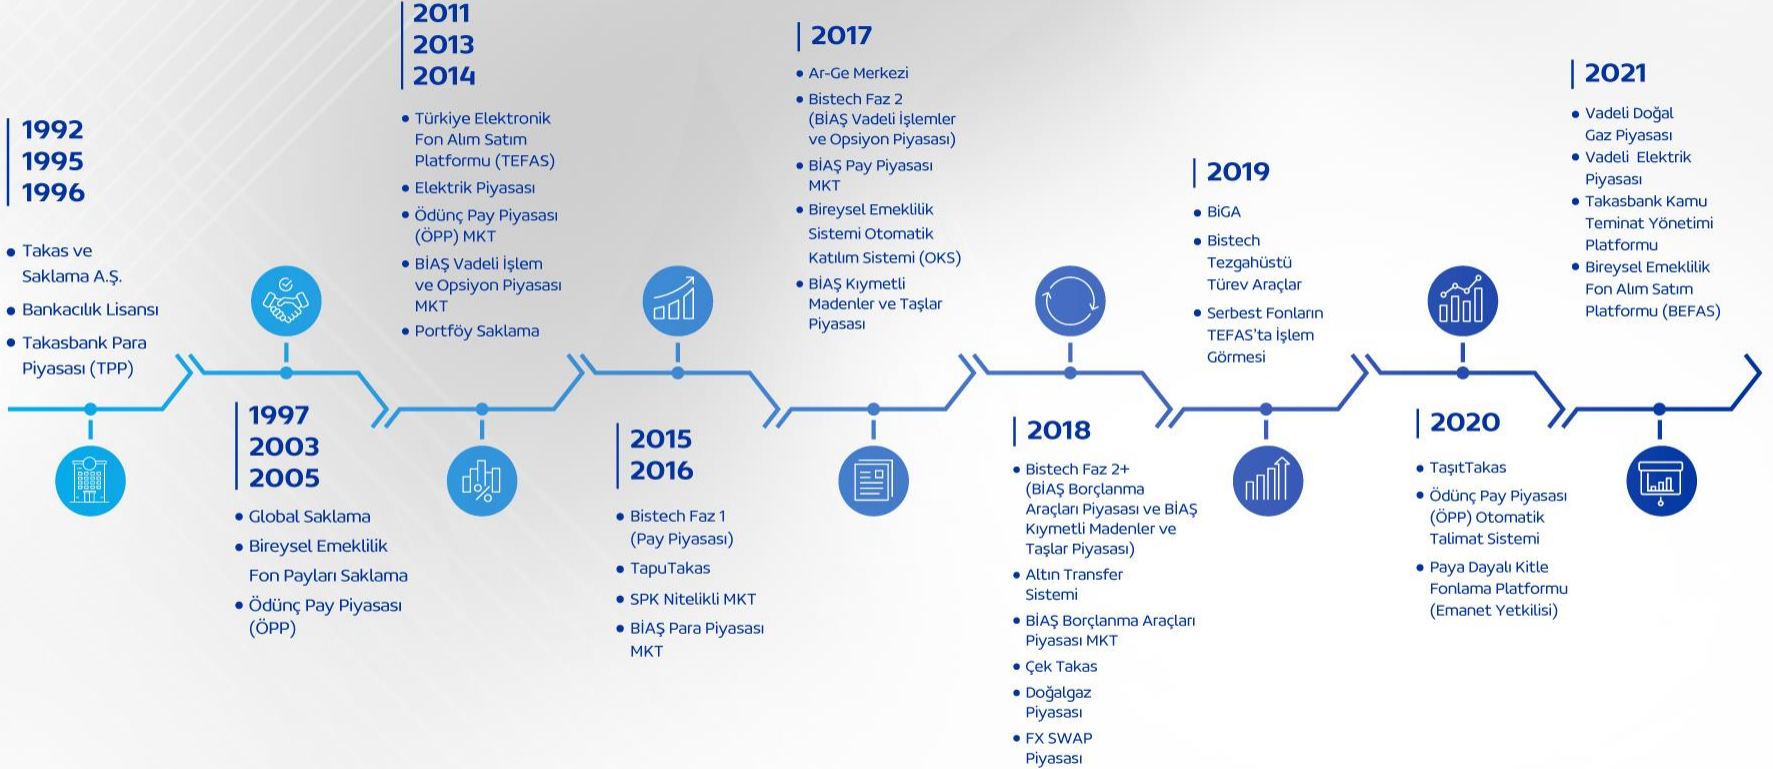 1992
1995
1996
• Takas ve
Saklama A.Ş.
• Bankacılık Lisansı
• Takasbank Para
Piyasası (TPP)
1997
2003
2005
• Global Saklama
• Bireysel Emeklilik
Fon Payları Saklama
• Ödünç Pay Piyasası
(ÖPP)
2011
2013
2014
• Türkiye Elektronik
Fon Alım Satım
Platformu (TEFAS)
• Elektrik Piyasası
• Ödünç Pay Piyasası
(ÖPP) MKT
• BİAŞ Vadeli İşlem
ve Opsiyon Piyasası
MKT
• Portföy Saklama
2015
2016
• Bistech Faz 1
(Pay Piyasası)
• TapuTakas
• SPK Nitelikli MKT
• BİAŞ Para Piyasası
MKT
2017
• Ar-Ge Merkezi
• Bistech Faz 2
(BİAŞ Vadeli İşlemler
ve Opsiyon Piyasası)
• BİAŞ Pay Piyasası
MKT
• Bireysel Emeklilik
Sistemi Otomatik
Katılım Sistemi (OKS)
• BİAŞ Kıymetli
Madenler ve Taşlar
Piyasası
2018
• Bistech Faz 2+
(BİAŞ Borçlanma
Araçları Piyasası ve BİAŞ
Kıymetli Madenler ve
Taşlar Piyasası)
• Altın Transfer
Sistemi
• BİAŞ Borçlanma Araçları
Piyasası MKT
• Çek Takas
• Doğalgaz
Piyasası
• FX SWAP
Piyasası
2019
• BiGA
• Bistech
Tezgahüstü
Türev Araçlar
• Serbest Fonların
TEFAS'ta İşlem
Görmesi
2020
• TaşıtTakas
• Ödünç Pay Piyasası
(ÖPP) Otomatik
Talimat Sistemi
• Paya Dayalı Kitle
Fonlama Platformu
(Emanet Yetkilisi)
2021
• Vadeli Doğal
Gaz Piyasası
• Vadeli Elektrik
Piyasası
• Takasbank Kamu
Teminat Yönetimi
Platformu
• Bireysel Emeklilik
Fon Alım Satım
Platformu (BEFAS)